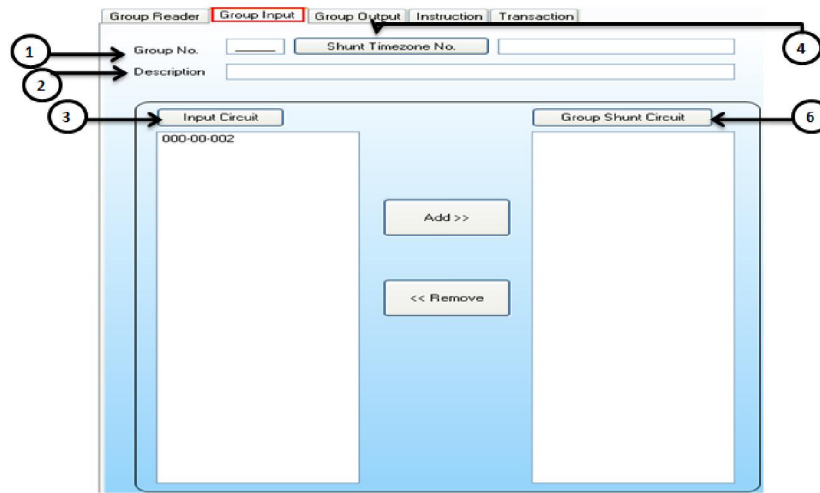 Group Reader Group Input Group Output Instruction Transaction
1 Group No. _____ Shunt Timezone No. 4
2 Description
3 Input Circuit Group Shunt Circuit 6
000-00-002
Add >>
<< Remove